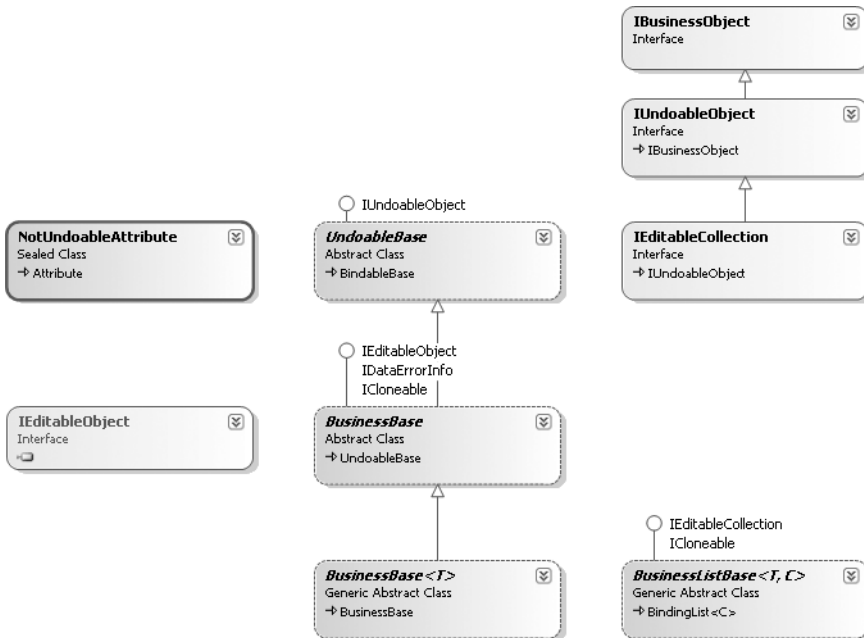 IBusinessObject
Interface
IUndoableObject
Interface
IBusinessObject
IUndoableObject
NotUndoableAttribute
Sealed Class
Attribute
UndoableBase
Abstract Class
BindableBase
IEditableCollection
Interface
IUndoableObject
IEditableObject
IDataErrorInfo
ICloneable
IEditableObject
Interface
BusinessBase
Abstract Class
UndoableBase
IEditableCollection
ICloneable
BusinessBase<T>
Generic Abstract Class
BusinessBase
BusinessListBase<T, C>
Generic Abstract Class
BindingList<C>